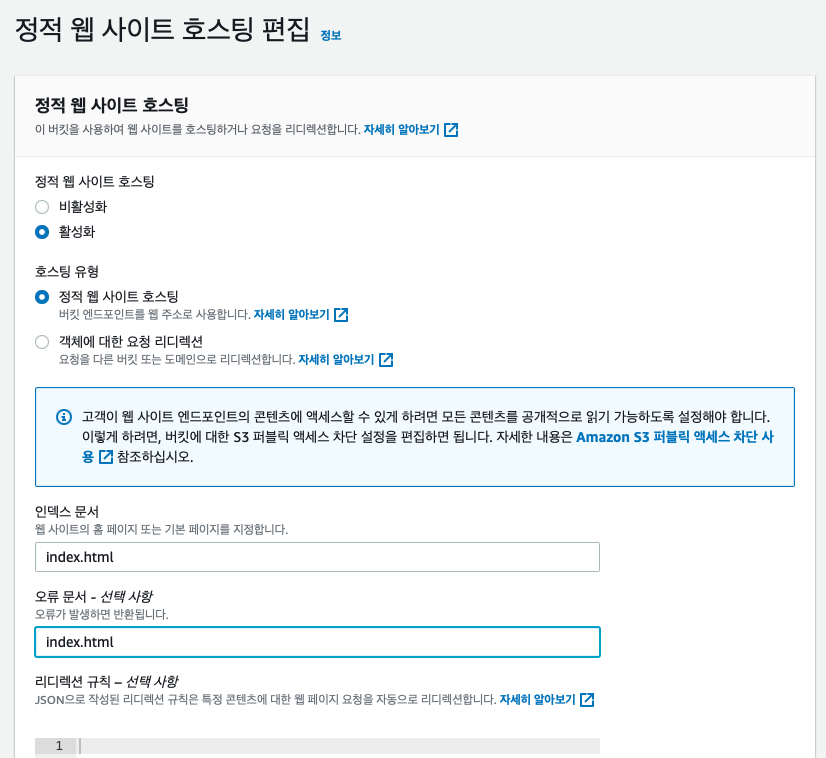 정적 웹 사이트 호스팅 편집 정보
정적 웹 사이트 호스팅
이 버킷을 사용하여 웹 사이트를 호스팅하거나 요청을 리디렉션합니다. 자세히 알아보기
정적 웹 사이트 호스팅
비활성화
활성화
호스팅 유형
정적 웹 사이트 호스팅
버킷 엔드포인트를 웹 주소로 사용합니다. 자세히 알아보기
객체에 대한 요청 리디렉션
요청을 다른 버킷 또는 도메인으로 리디렉션합니다. 자세히 알아보기
고객이 웹 사이트 엔드포인트의 콘텐츠에 액세스할 수 있게 하려면 모든 콘텐츠를 공개적으로 읽기 가능하도록 설정해야 합니다.
이렇게 하려면, 버킷에 대한 S3 퍼블릭 액세스 차단 설정을 편집하면 됩니다. 자세한 내용은 Amazon S3 퍼블릭 액세스 차단 사
용 참조하십시오.
인덱스 문서
웹 사이트의 홈 페이지 또는 기본 페이지를 지정합니다.
index.html
오류 문서 - 선택 사항
오류가 발생하면 반환됩니다.
index.html
리디렉션 규칙 – 선택 사항
JSON으로 작성된 리디렉션 규칙은 특정 콘텐츠에 대한 웹 페이지 요청을 자동으로 리디렉션합니다. 자세히 알아보기
1